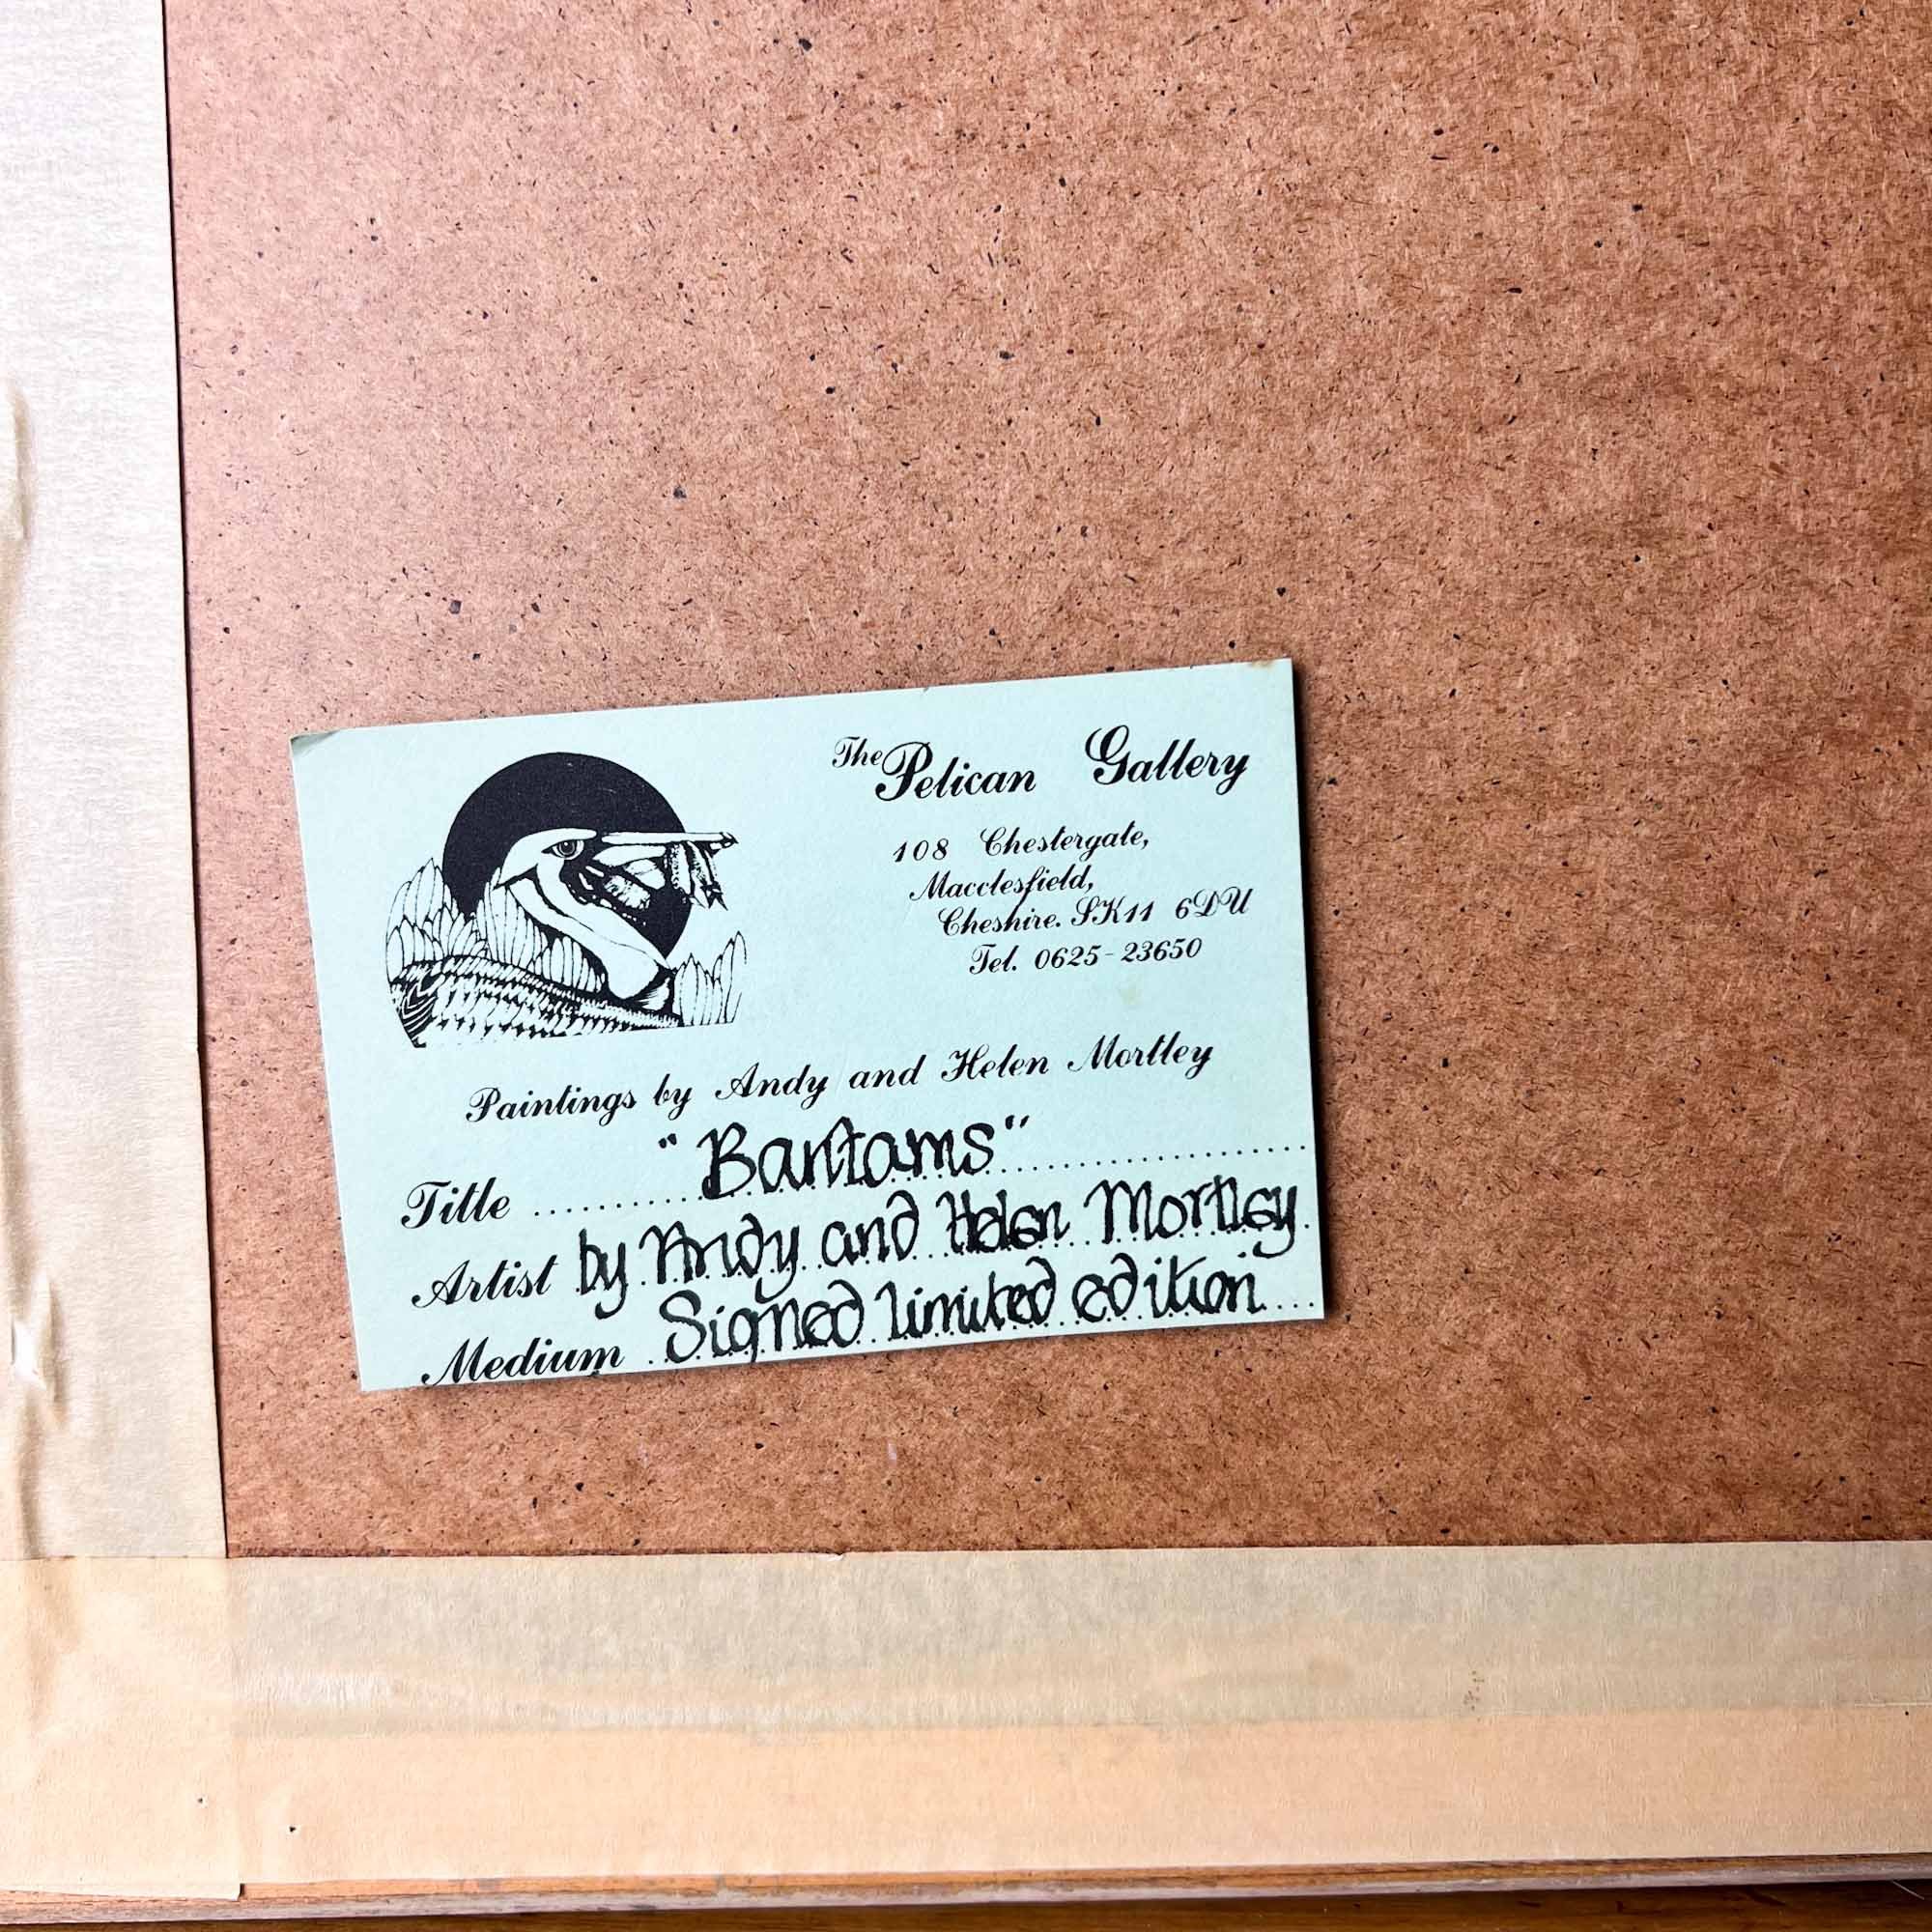 The Pelican Gallery
108 Chestergate,
Macclesfield,
Cheshire. SK11 6DU
Tel. 0625-23650
Paintings by Andy and Helen Mortley
Title .......... "Bantams" ..........
Artist by Andy and Helen Mortley.
Medium . Signed limited edition ....